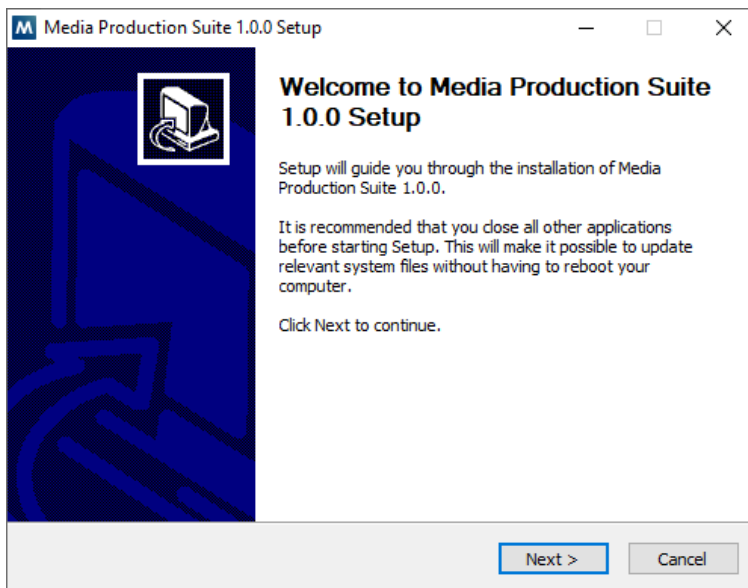 M Media Production Suite 1.0.0 Setup
Welcome to Media Production Suite
1.0.0 Setup
Setup will guide you through the installation of Media
Production Suite 1.0.0.
It is recommended that you close all other applications
before starting Setup. This will make it possible to update
relevant system files without having to reboot your
computer.
Click Next to continue.
Next >
Cancel